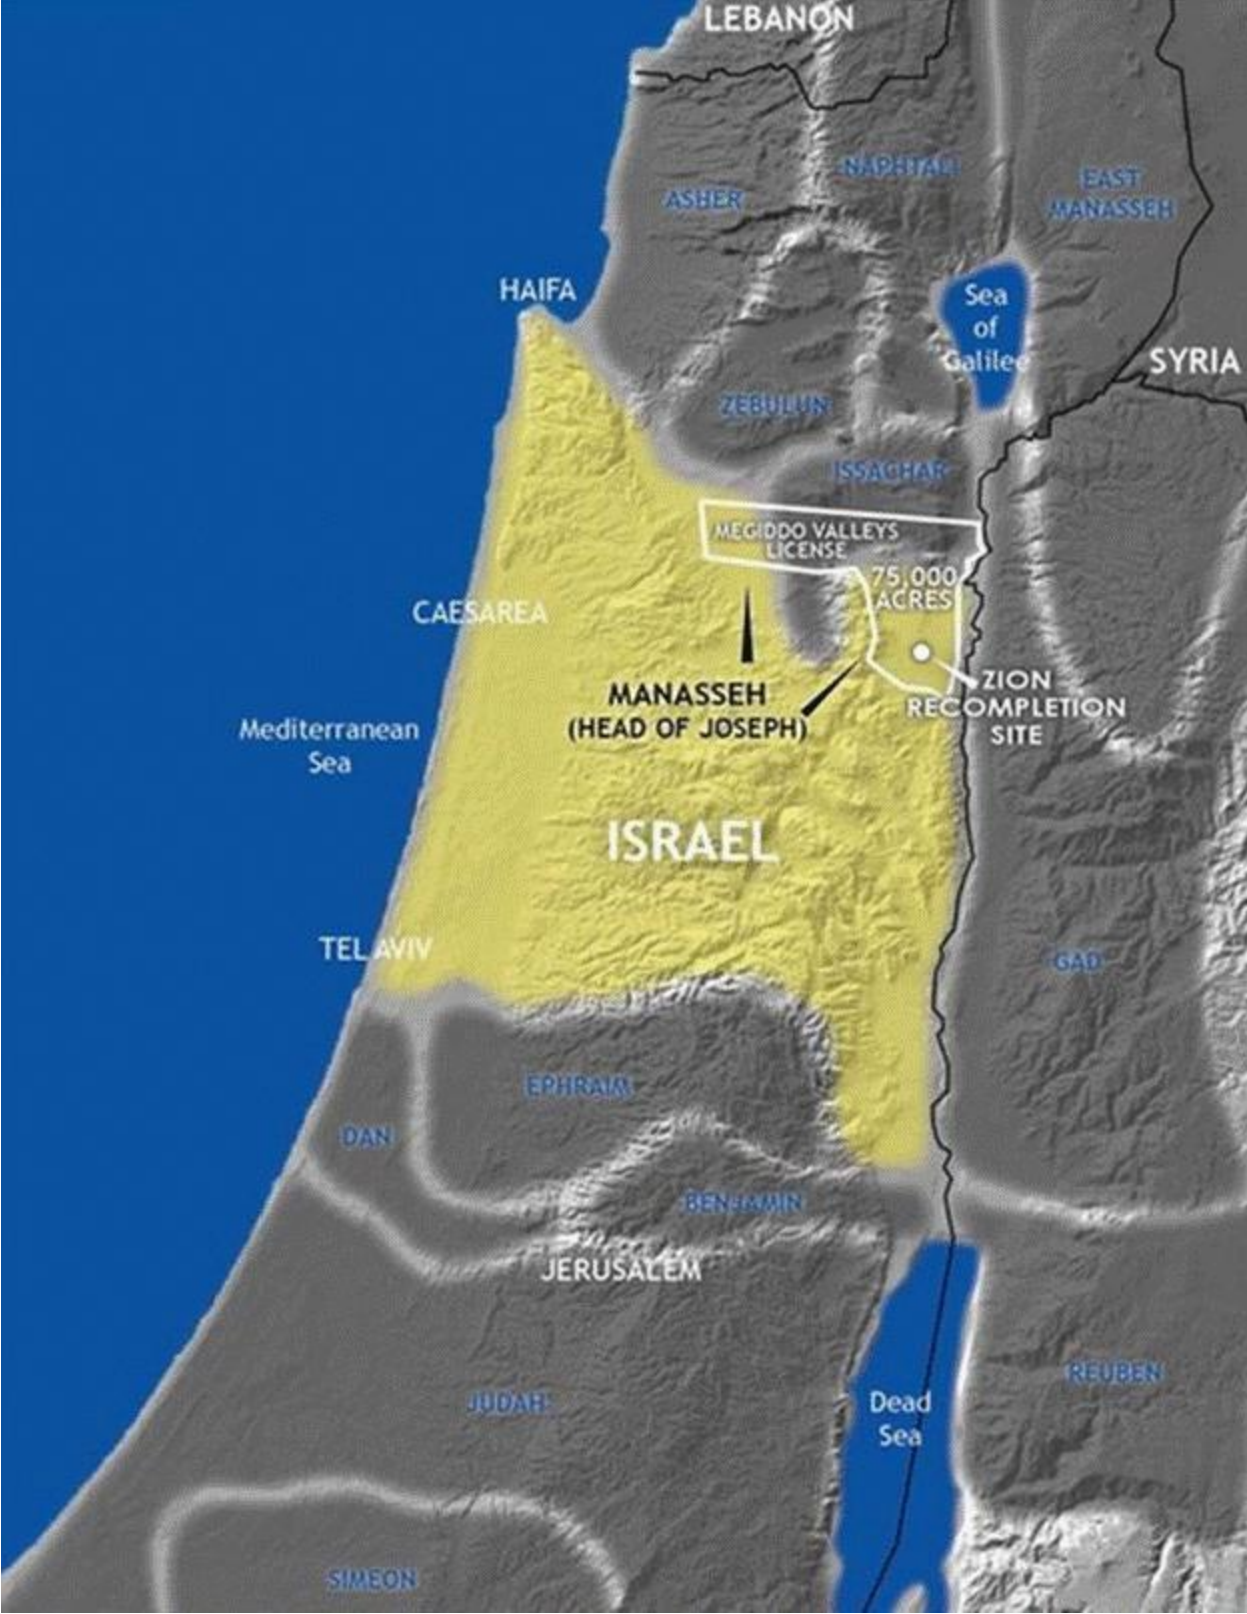 LEBANON
NAPHTALI
ASHER
EAST
MANASSEH
HAIFA
Sea
of
Galilee
SYRIA
ZEBULUN
ISSACHAR
MEGIDDO VALLEYS
LICENSE
75,000
ACRES
CAESAREA
MANASSEH
(HEAD OF JOSEPH)
ZION
RECOMPLETION
SITE
Mediterranean
Sea
ISRAEL
TEL AVIV
GAD
EPHRAIM
DAN
BENJAMIN
JERUSALEM
REUBEN
JUDAH
Dead
Sea
SIMEON